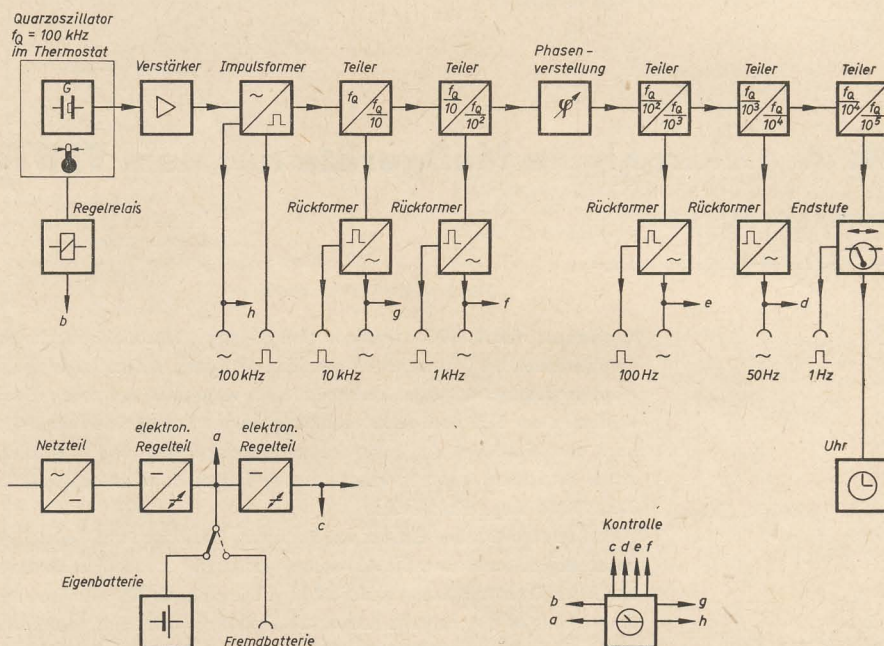 Quarzoszillator
fQ = 100 kHz
im Thermostat
Verstärker
Impulsformer
Teiler
Teiler
Phasen-
verstellung
Teiler
Teiler
Teiler
G
fQ
fQ/10
fQ/10
fQ/10²
φ
fQ/10²
fQ/10³
fQ/10³
fQ/10⁴
fQ/10⁴
fQ/10⁵
Regelrelais
Rückformer
Rückformer
Rückformer
Rückformer
Endstufe
b
h
g
f
e
d
100 kHz
10 kHz
1 kHz
100 Hz
50 Hz
1 Hz
Netzteil
elektron.
Regelteil
a
elektron.
Regelteil
c
Uhr
Eigenbatterie
Fremdbatterie
Kontrolle
c d e f
b
g
a
h